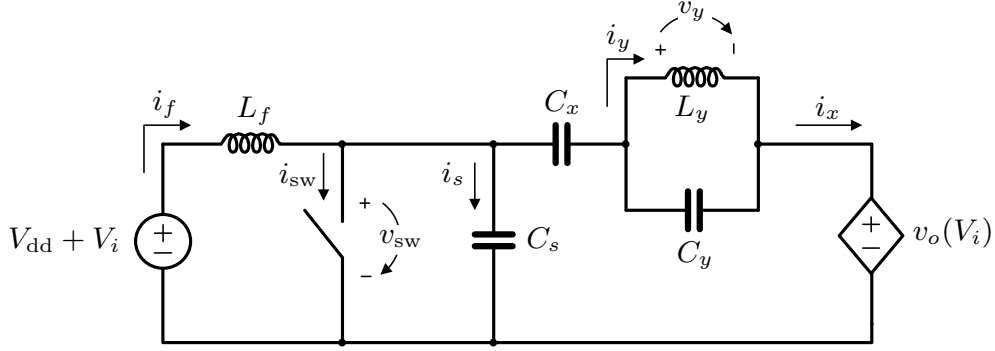 v_y
i_y
+ −
L_y
C_x
i_x
i_f
L_f
i_sw
i_s
+
v_sw
−
C_s
C_y
V_dd + V_i
+
−
+
−
v_o(V_i)